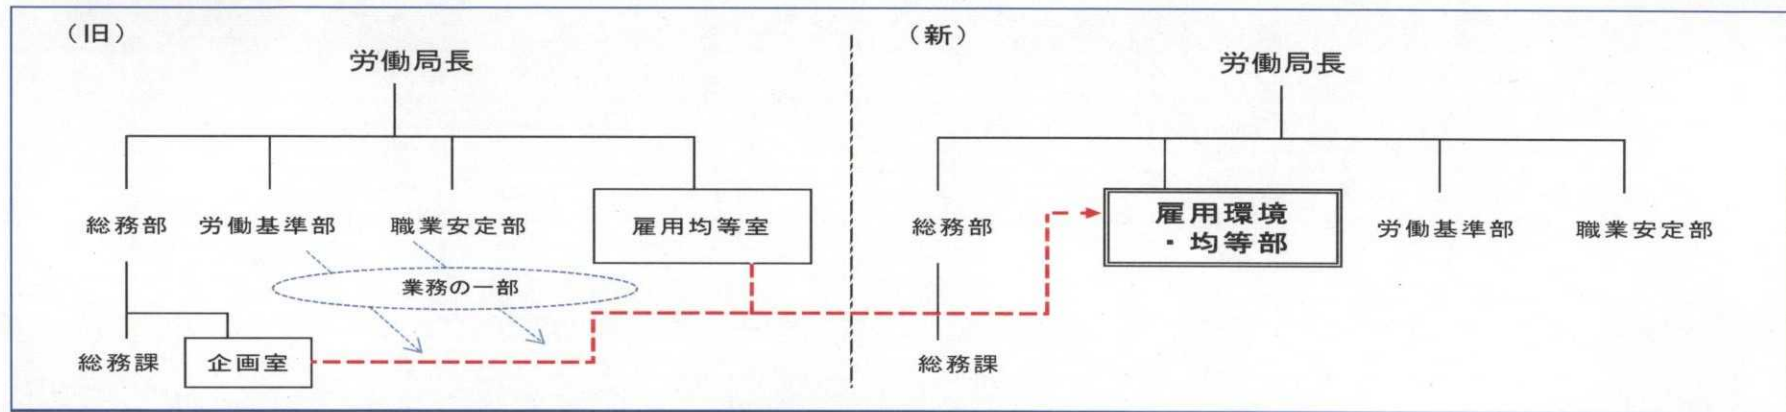 （旧）
労働局長
総務部
労働基準部
職業安定部
雇用均等室
業務の一部
総務課
企画室
（新）
労働局長
総務部
雇用環境
・均等部
労働基準部
職業安定部
総務課